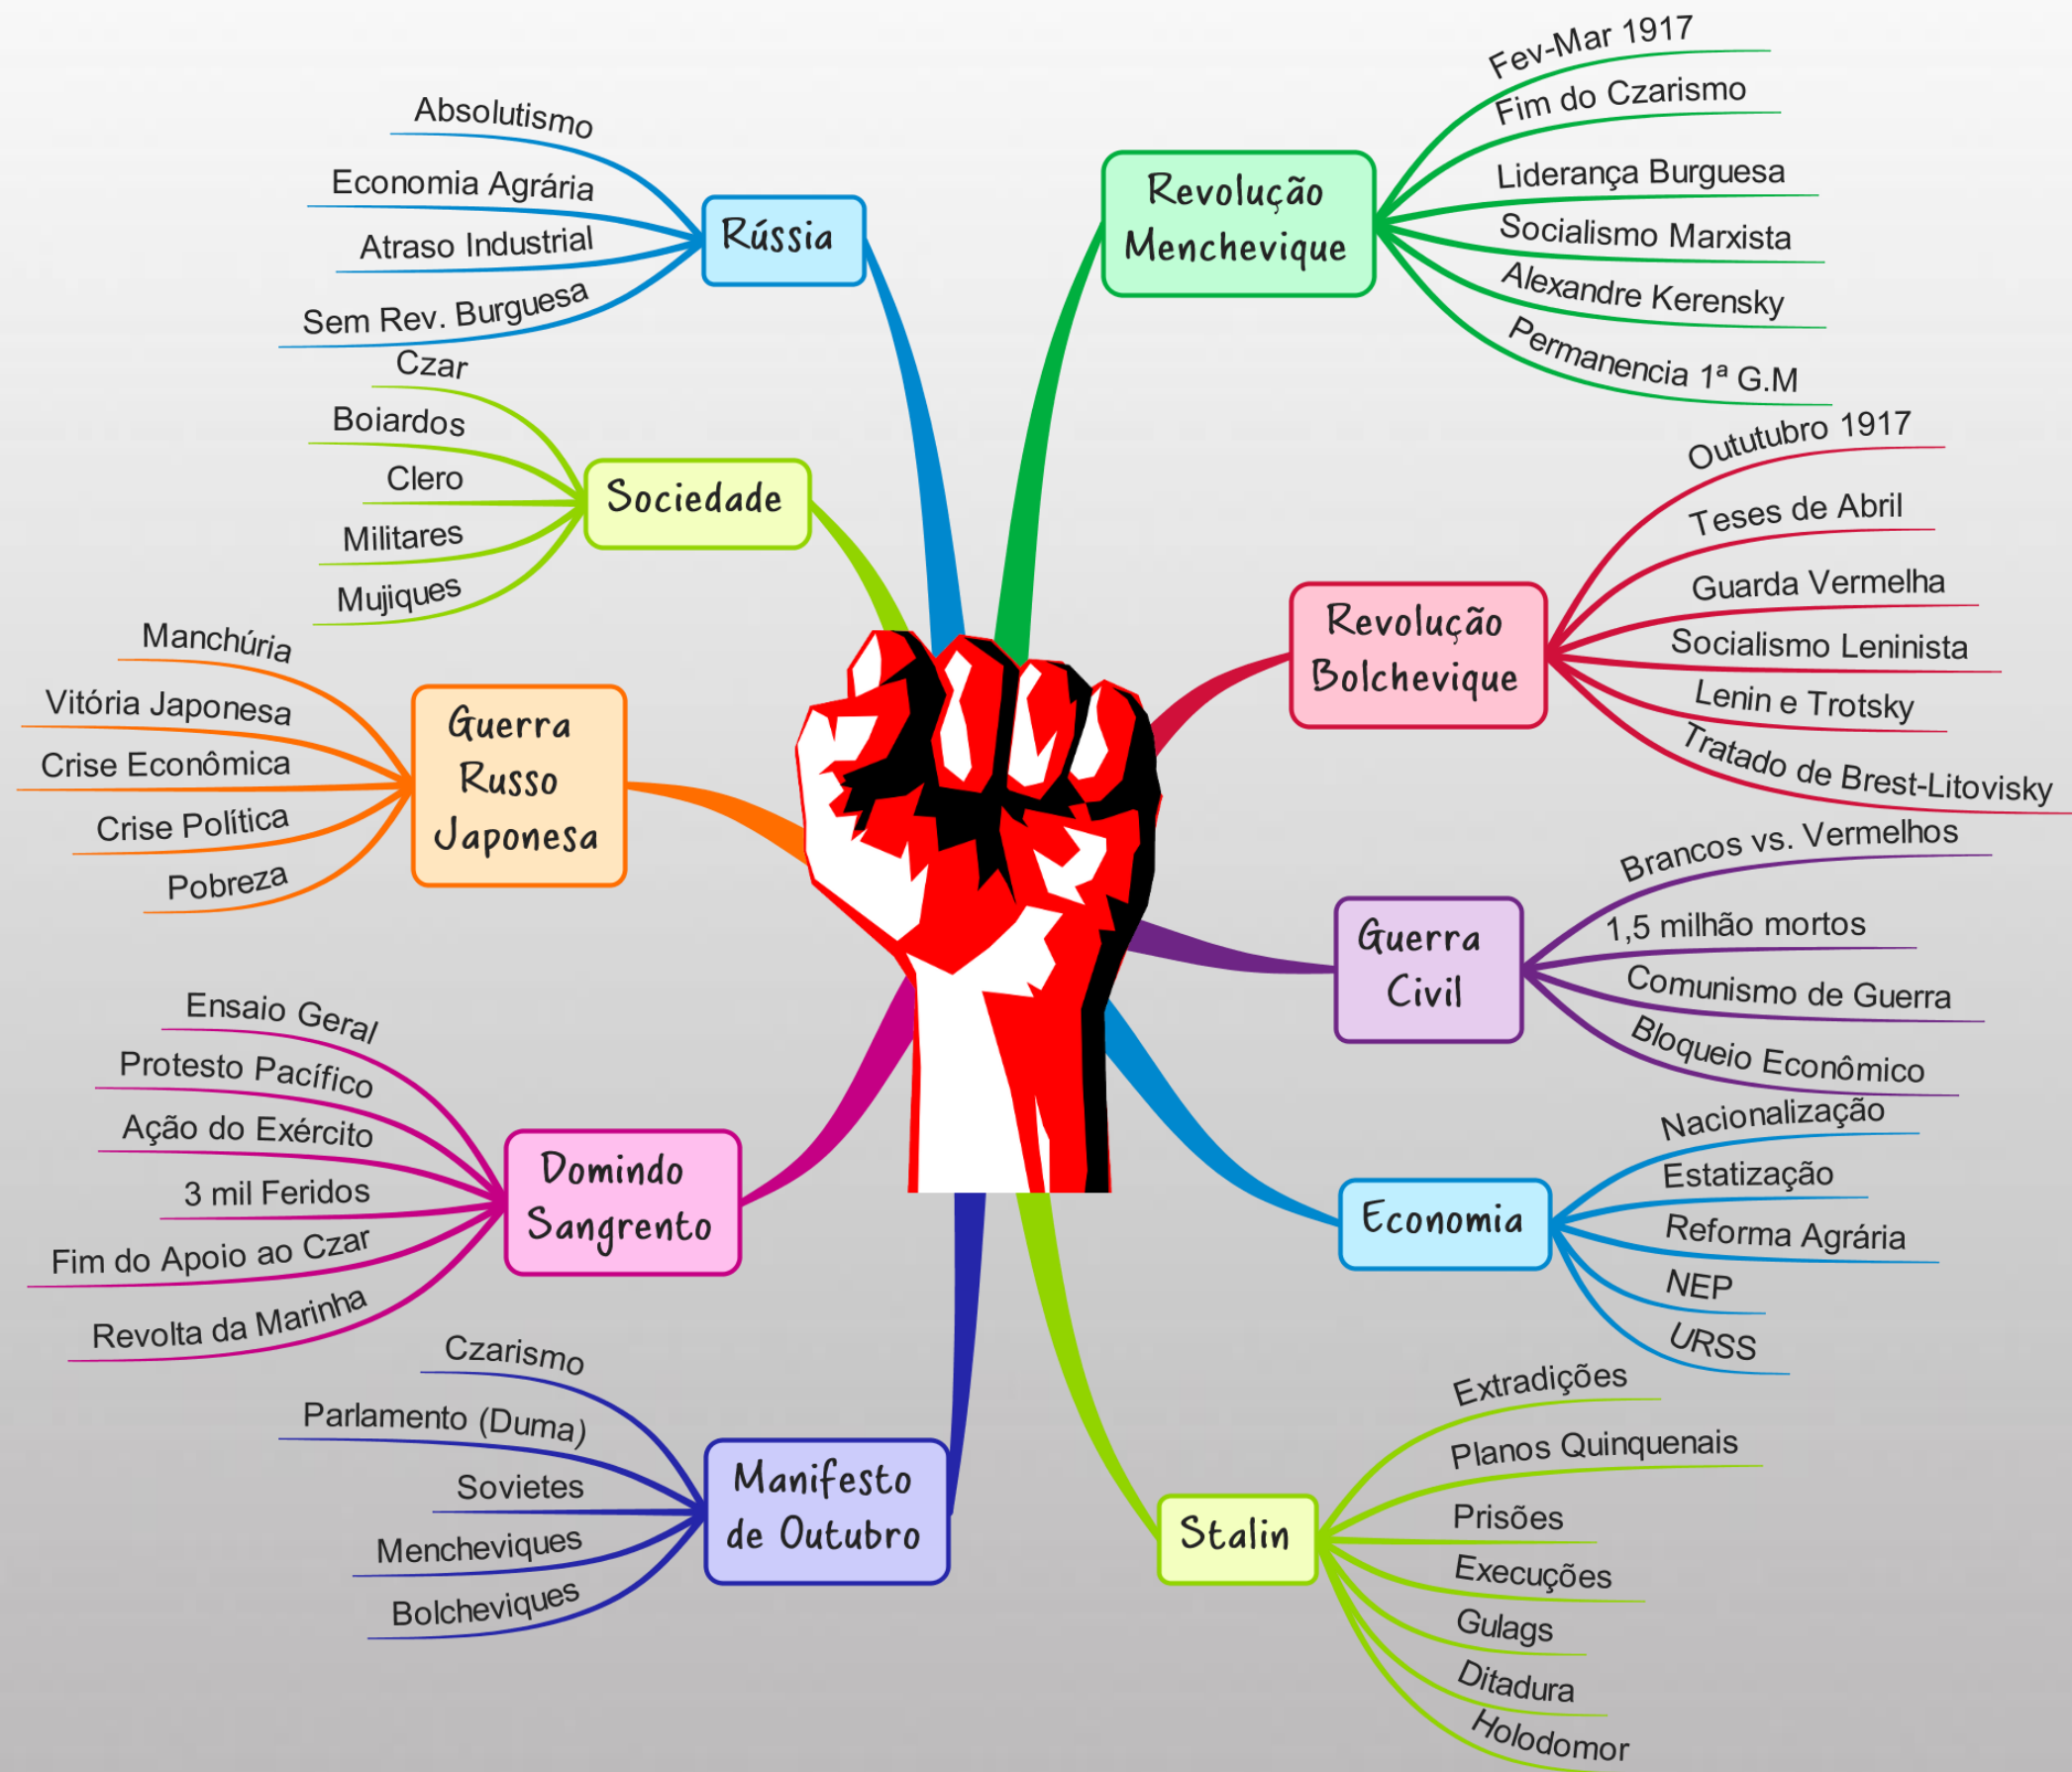 Rússia
Absolutismo
Economia Agrária
Atraso Industrial
Sem Rev. Burguesa
Sociedade
Czar
Boiardos
Clero
Militares
Mujiques
Guerra
Russo
Japonesa
Manchúria
Vitória Japonesa
Crise Econômica
Crise Política
Pobreza
Domindo
Sangrento
Ensaio Geral
Protesto Pacífico
Ação do Exército
3 mil Feridos
Fim do Apoio ao Czar
Revolta da Marinha
Manifesto
de Outubro
Czarismo
Parlamento (Duma)
Sovietes
Mencheviques
Bolcheviques
Revolução
Menchevique
Fev-Mar 1917
Fim do Czarismo
Liderança Burguesa
Socialismo Marxista
Alexandre Kerensky
Permanencia 1ª G.M
Revolução
Bolchevique
Oututubro 1917
Teses de Abril
Guarda Vermelha
Socialismo Leninista
Lenin e Trotsky
Tratado de Brest-Litovisky
Guerra
Civil
Brancos vs. Vermelhos
1,5 milhão mortos
Comunismo de Guerra
Bloqueio Econômico
Economia
Nacionalização
Estatização
Reforma Agrária
NEP
URSS
Stalin
Extradições
Planos Quinquenais
Prisões
Execuções
Gulags
Ditadura
Holodomor